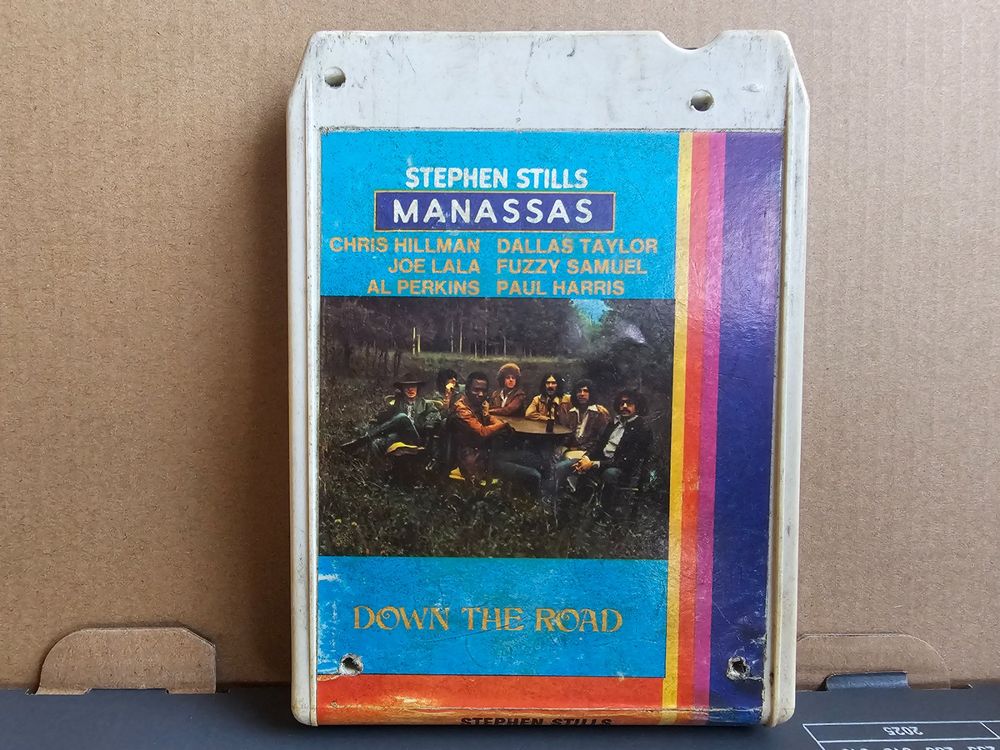 STEPHEN STILLS
MANASSAS
CHRIS HILLMAN DALLAS TAYLOR
JOE LALA FUZZY SAMUEL
AL PERKINS PAUL HARRIS
DOWN THE ROAD
STEPHEN STILLS
2025